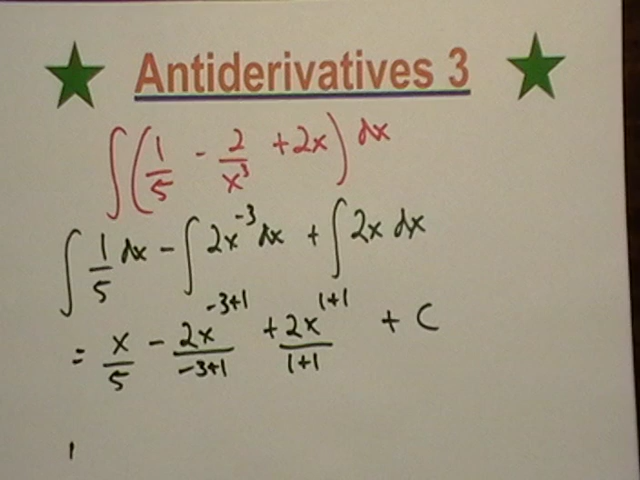 Antiderivatives 3
∫(1/5 - 2/x³ + 2x) dx
∫ 1/5 dx - ∫ 2x⁻³ dx + ∫ 2x dx
= x/5 - 2x⁻³⁺¹/-3+1 + 2x¹⁺¹/1+1 + C